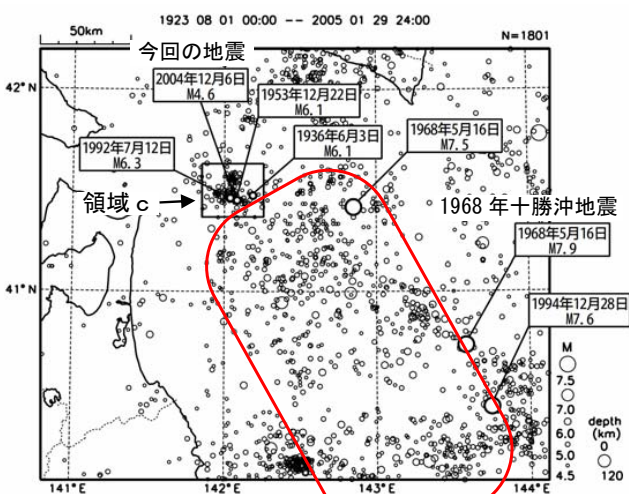 1923 08 01 00:00 -- 2005 01 29 24:00
N=1801
50km
今回の地震
42°N
2004年12月6日
M4.6
1953年12月22日
M6.1
1936年6月3日
M6.1
1968年5月16日
M7.5
1992年7月12日
M6.3
領域c
1968 年十勝沖地震
1968年5月16日
M7.9
41°N
1994年12月28日
M7.6
M
7.5
7.0
6.0
5.0
4.5
depth
(km)
0
120
141°E
142°E
143°E
144°E